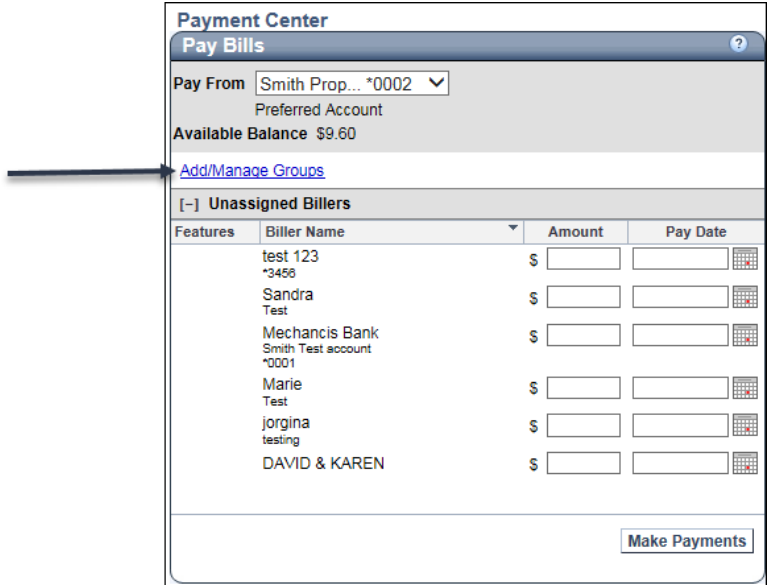 Payment Center
Pay Bills ?
Pay From Smith Prop... *0002
Preferred Account
Available Balance $9.60
Add/Manage Groups
[-] Unassigned Billers
Features Biller Name Amount Pay Date
test 123 $
*3456
Sandra $
Test
Mechancis Bank $
Smith Test account
*0001
Marie $
Test
jorgina $
testing
DAVID & KAREN $
Make Payments